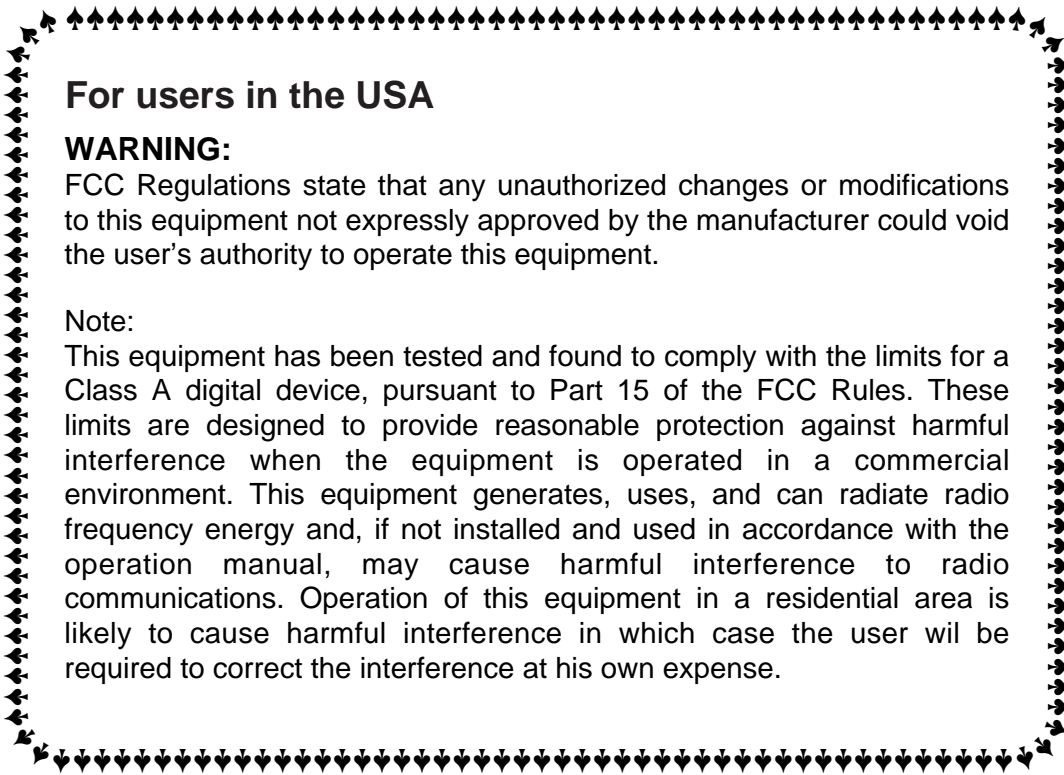 For users in the USA
WARNING:
FCC Regulations state that any unauthorized changes or modifications
to this equipment not expressly approved by the manufacturer could void
the user’s authority to operate this equipment.
Note:
This equipment has been tested and found to comply with the limits for a
Class A digital device, pursuant to Part 15 of the FCC Rules. These
limits are designed to provide reasonable protection against harmful
interference when the equipment is operated in a commercial
environment. This equipment generates, uses, and can radiate radio
frequency energy and, if not installed and used in accordance with the
operation manual, may cause harmful interference to radio
communications. Operation of this equipment in a residential area is
likely to cause harmful interference in which case the user wil be
required to correct the interference at his own expense.